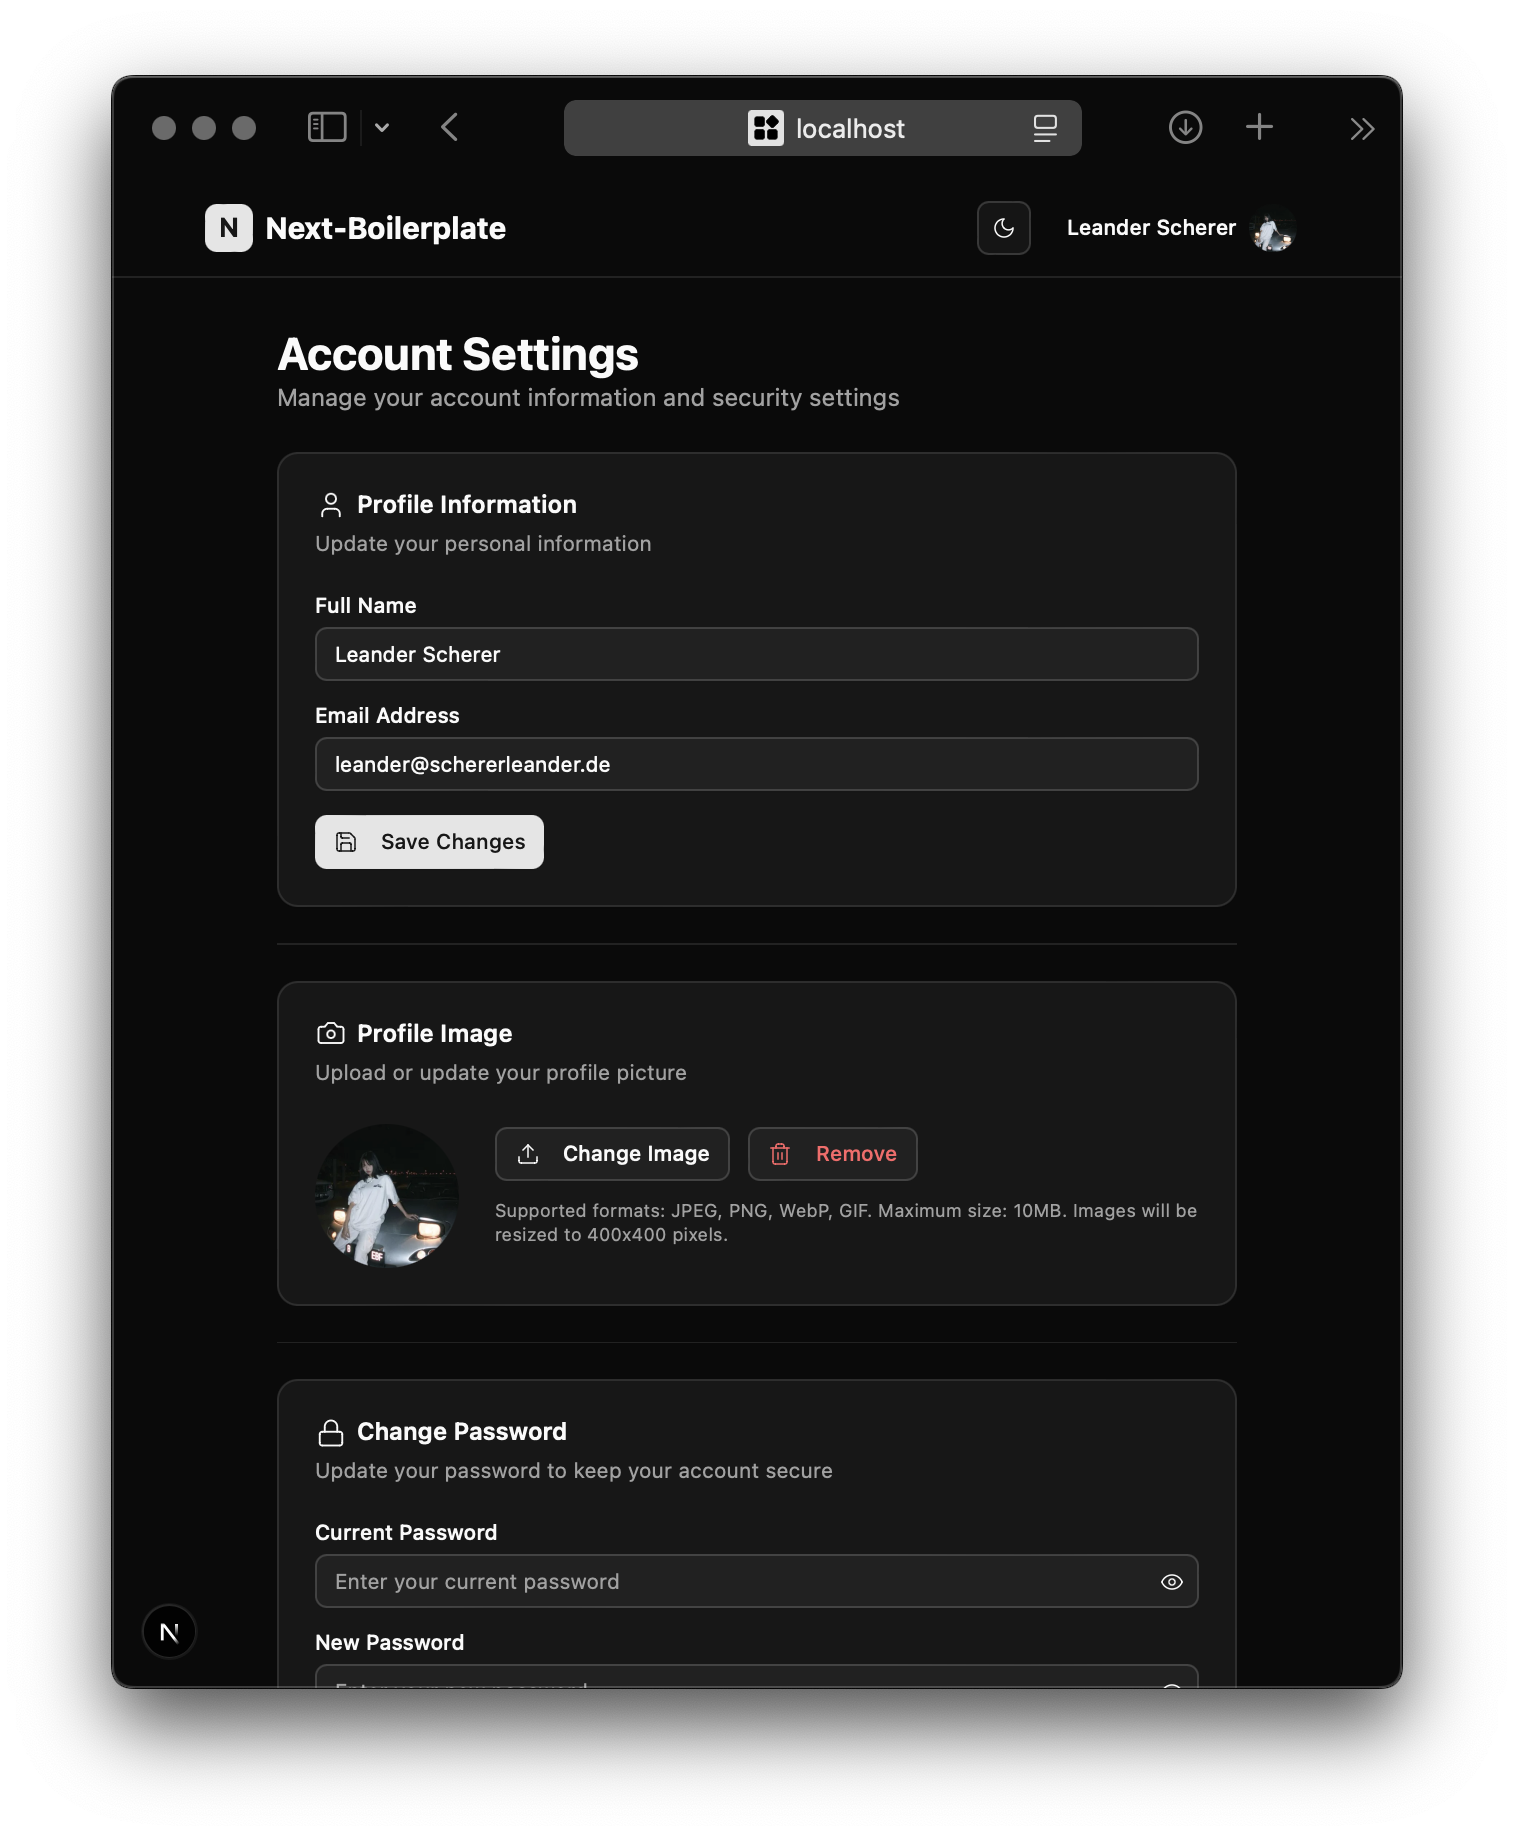 localhost
N Next-Boilerplate
Leander Scherer
Account Settings
Manage your account information and security settings
Profile Information
Update your personal information
Full Name
Leander Scherer
Email Address
leander@schererleander.de
Save Changes
Profile Image
Upload or update your profile picture
Change Image
Remove
Supported formats: JPEG, PNG, WebP, GIF. Maximum size: 10MB. Images will be
resized to 400x400 pixels.
Change Password
Update your password to keep your account secure
Current Password
Enter your current password
N
New Password
Enter your new password